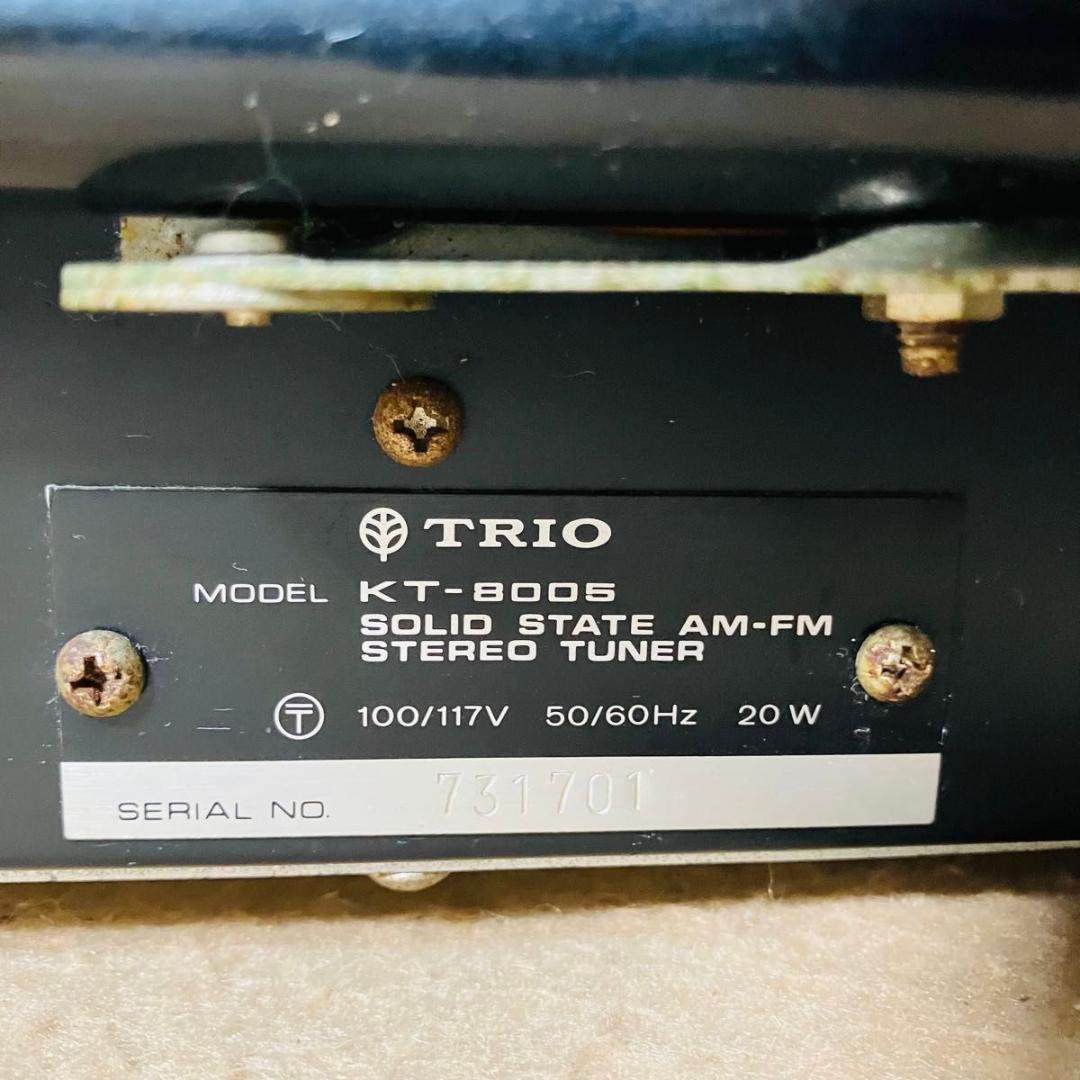 TRIO
MODEL KT-8005
SOLID STATE AM-FM
STEREO TUNER
〒 100/117V 50/60Hz 20W
SERIAL NO. 731701